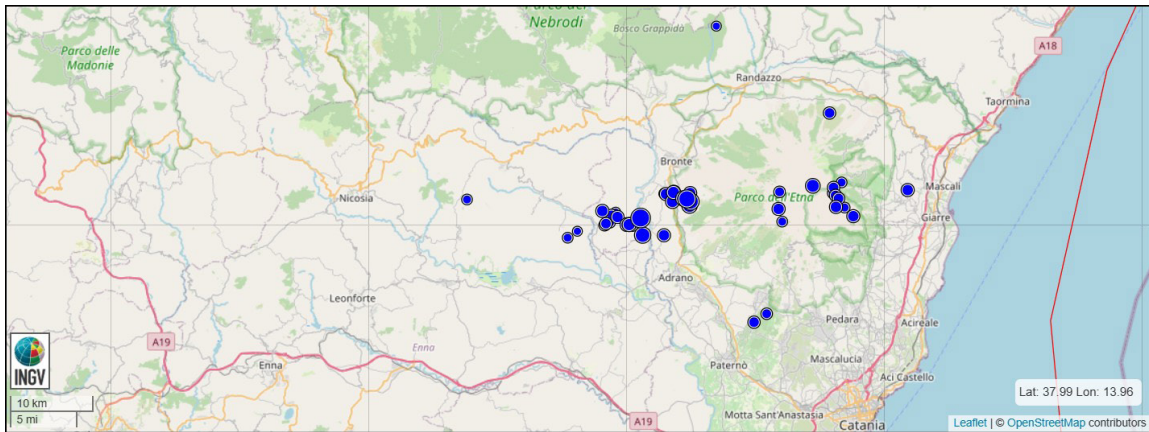 Parco dei
Nebrodi
Bosco Grappidà
A18
Parco delle
Madonie
Randazzo
Taormina
Bronte
Nicosia
Parco dell'Etna
Mascali
Giarre
Adrano
Leonforte
Pedara
Acireale
A19
Enna
Enna
Mascalucia
Paternò
Aci Castello
INGV
10 km
5 mi
Motta Sant'Anastasia
A19
Catania
Lat: 37.99 Lon: 13.96
Leaflet | © OpenStreetMap contributors